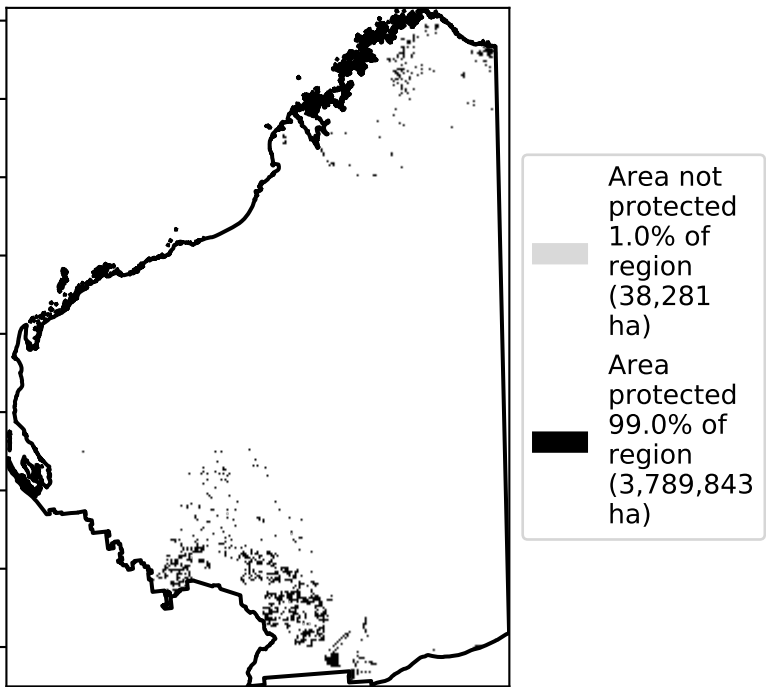 Area not
protected
1.0% of
region
(38,281
ha)
Area
protected
99.0% of
region
(3,789,843
ha)